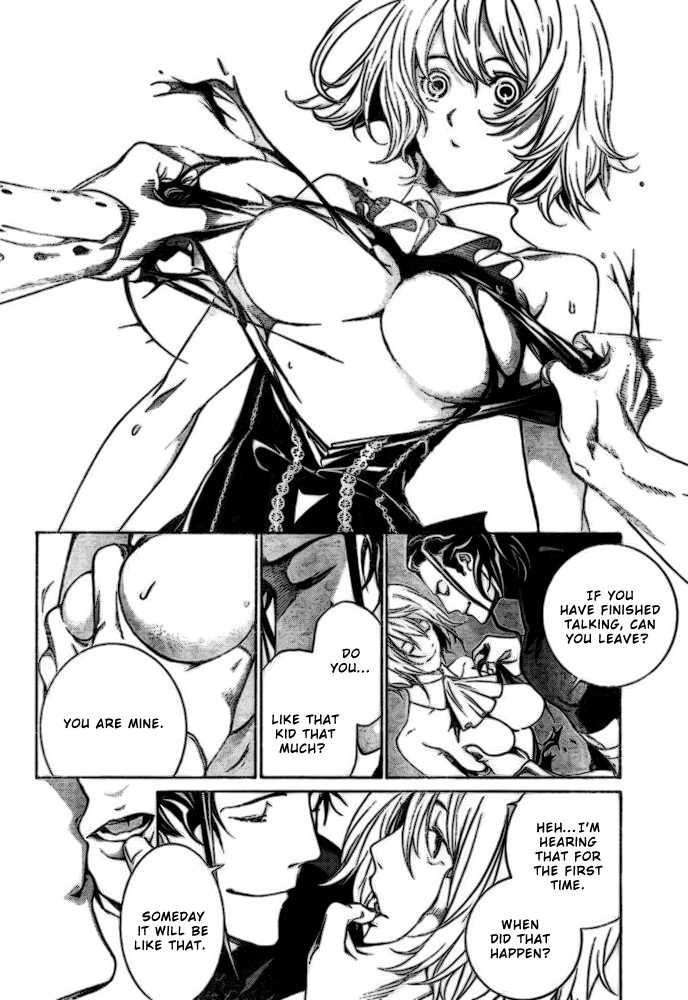 IF YOU
HAVE FINISHED
TALKING, CAN
YOU LEAVE?
DO
YOU...
LIKE THAT
KID THAT
MUCH?
YOU ARE MINE.
HEH...I'M
HEARING
THAT FOR
THE FIRST
TIME.
WHEN
DID THAT
HAPPEN?
SOMEDAY
IT WILL BE
LIKE THAT.